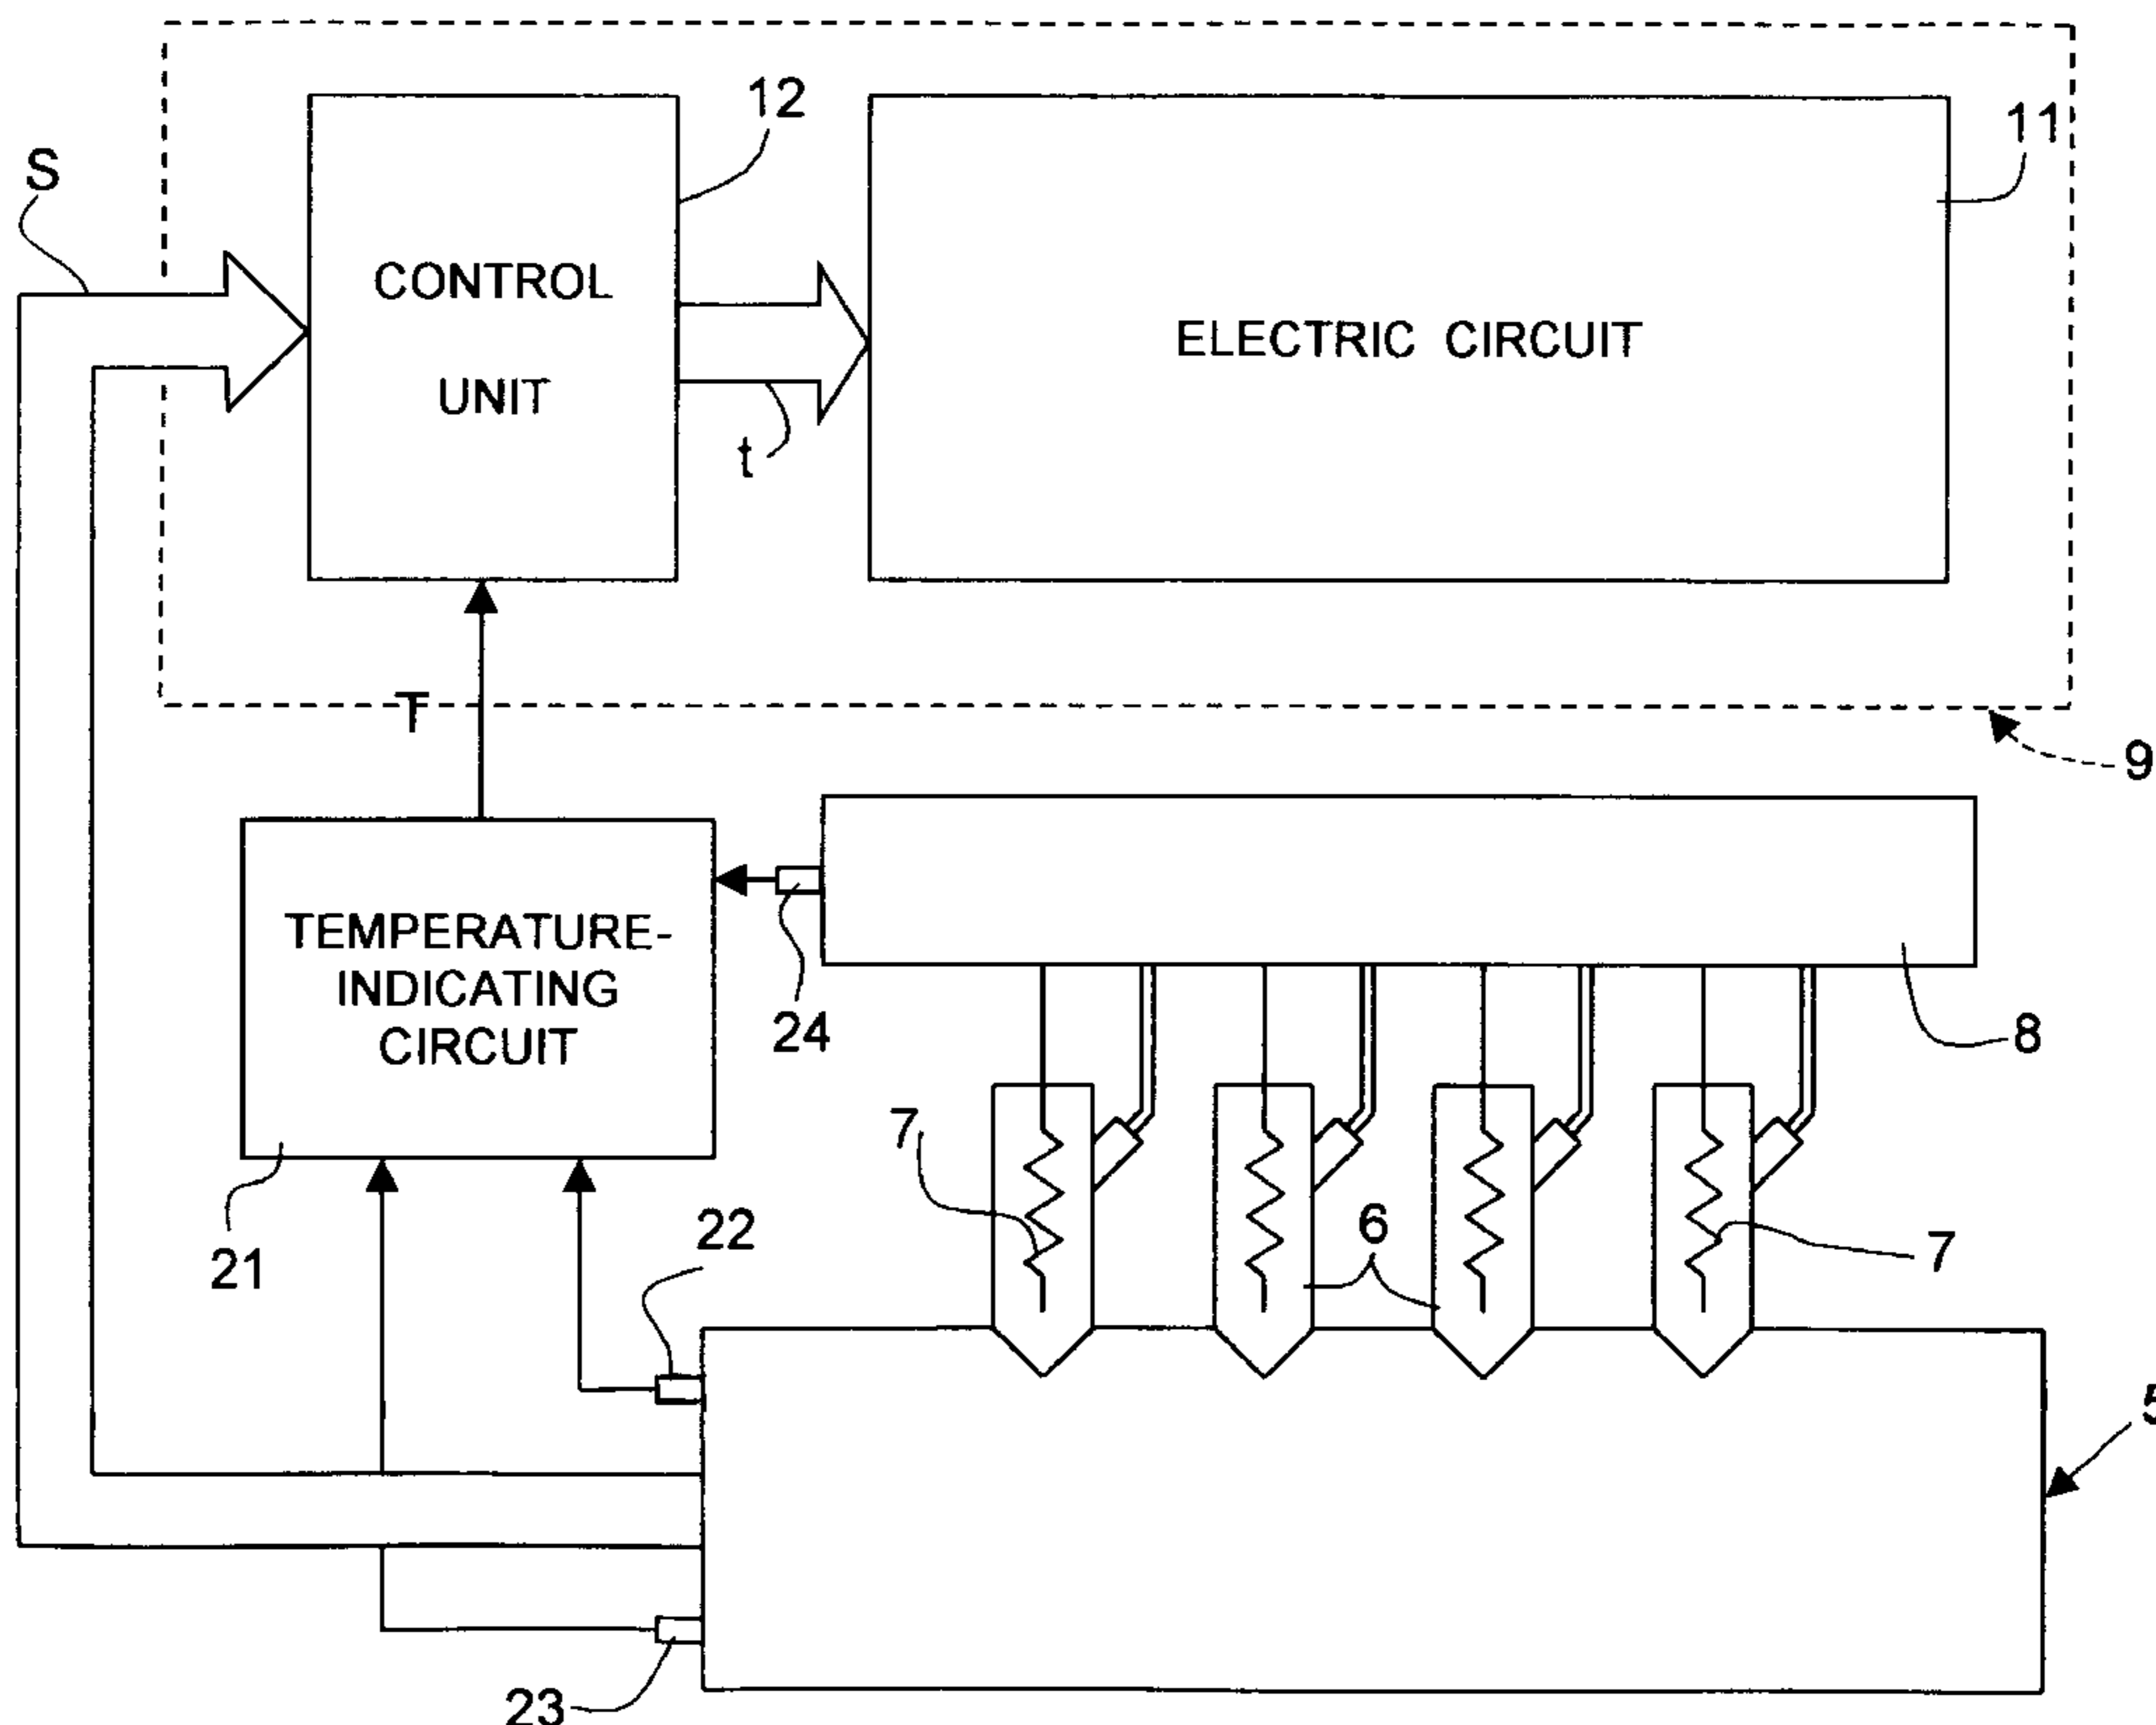 12
11
S
CONTROL
UNIT
ELECTRIC CIRCUIT
t
T
9
TEMPERATURE-
INDICATING
CIRCUIT
24
8
7
22
6
21
7
5
23